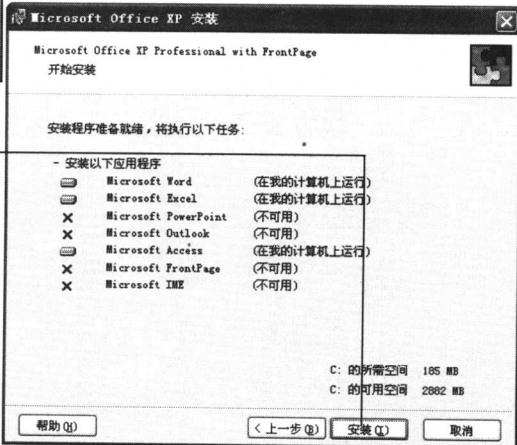 Microsoft Office XP 安装
Microsoft Office XP Professional with FrontPage
开始安装
安装程序准备就绪，将执行以下任务:
- 安装以下应用程序
Microsoft Word (在我的计算机上运行)
Microsoft Excel (在我的计算机上运行)
Microsoft PowerPoint (不可用)
Microsoft Outlook (不可用)
Microsoft Access (在我的计算机上运行)
Microsoft FrontPage (不可用)
Microsoft IME (不可用)
C: 的所需空间 185 MB
C: 的可用空间 2882 MB
帮助(H) <上一步(B) 安装(I) 取消